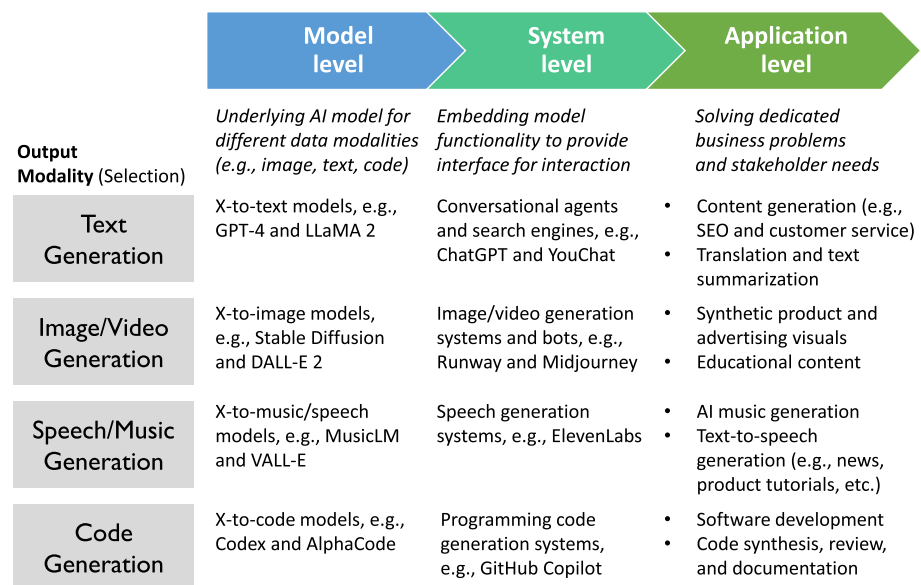 Model
level
System
level
Application
level
Underlying AI model for
different data modalities
(e.g., image, text, code)
Embedding model
functionality to provide
interface for interaction
Solving dedicated
business problems
and stakeholder needs
Output
Modality (Selection)
Text
Generation
X-to-text models, e.g.,
GPT-4 and LLaMA 2
Conversational agents
and search engines, e.g.,
ChatGPT and YouChat
• Content generation (e.g.,
SEO and customer service)
• Translation and text
summarization
Image/Video
Generation
X-to-image models,
e.g., Stable Diffusion
and DALL-E 2
Image/video generation
systems and bots, e.g.,
Runway and Midjourney
• Synthetic product and
advertising visuals
• Educational content
Speech/Music
Generation
X-to-music/speech
models, e.g., MusicLM
and VALL-E
Speech generation
systems, e.g., ElevenLabs
• AI music generation
• Text-to-speech
generation (e.g., news,
product tutorials, etc.)
Code
Generation
X-to-code models, e.g.,
Codex and AlphaCode
Programming code
generation systems,
e.g., GitHub Copilot
• Software development
• Code synthesis, review,
and documentation